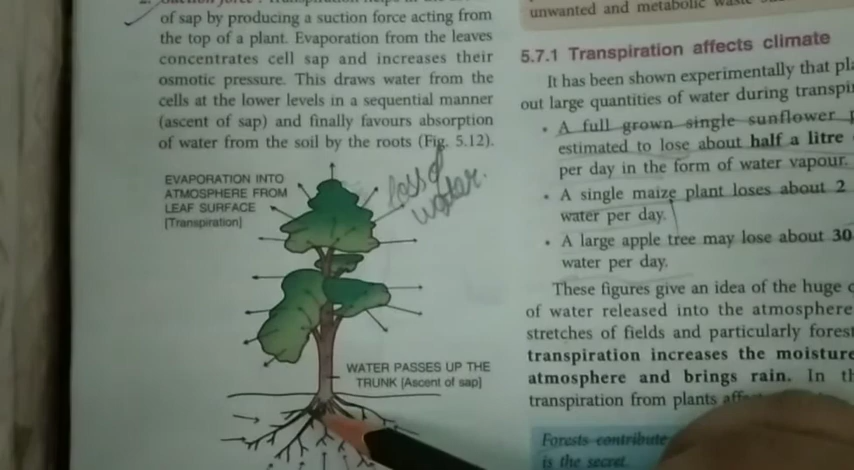 of sap by producing a suction force acting from
the top of a plant. Evaporation from the leaves
concentrates cell sap and increases their
osmotic pressure. This draws water from the
cells at the lower levels in a sequential manner
(ascent of sap) and finally favours absorption
of water from the soil by the roots (Fig. 5.12).
EVAPORATION INTO
ATMOSPHERE FROM
LEAF SURFACE
[Transpiration]
loss of
water.
WATER PASSES UP THE
TRUNK [Ascent of sap]
unwanted and metabolic
5.7.1 Transpiration affects climate
It has been shown experimentally that
out large quantities of water during
• A full grown single sunflower
estimated to lose about half a litre
per day in the form of water vapour.
• A single maize plant loses about 2
water per day.
• A large apple tree may lose about 30
water per day.
These figures give an idea of the huge
of water released into the atmosphere
stretches of fields and particularly
transpiration increases the moisture
atmosphere and brings rain. In
transpiration from plants
Forests contribute
is the secret